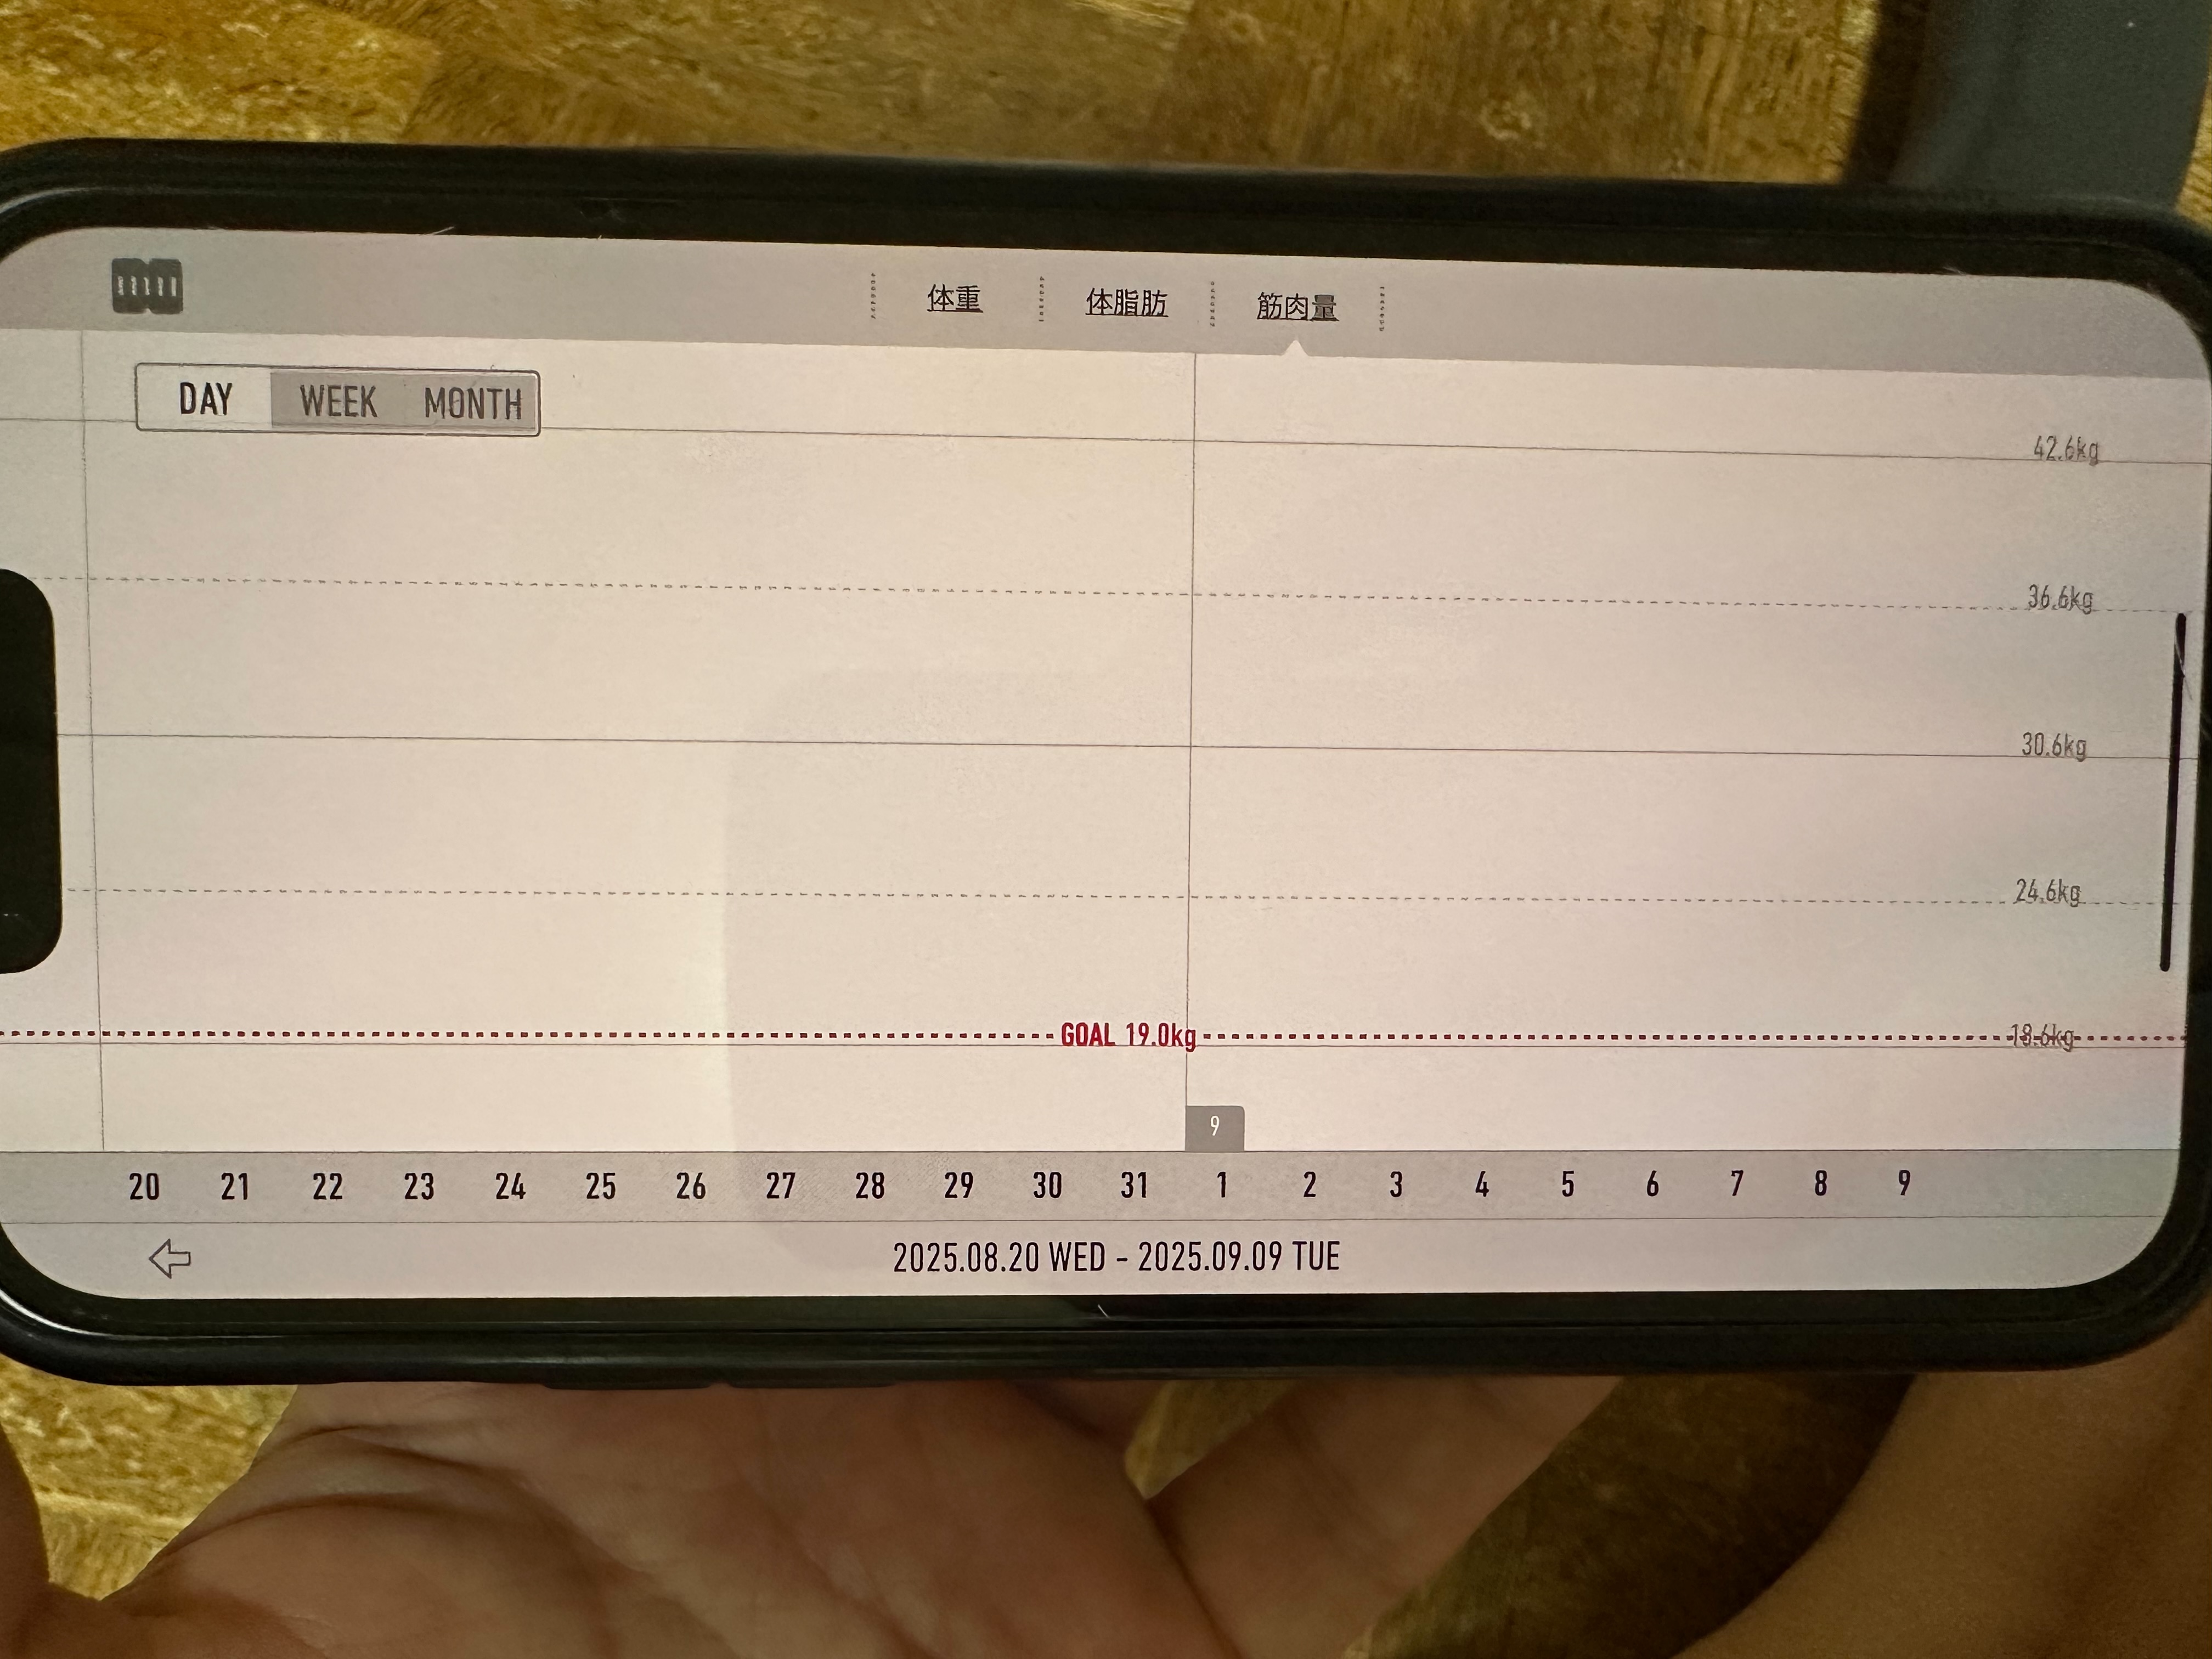 体重 体脂肪 筋肉量
DAY WEEK MONTH
42.6kg
36.6kg
30.6kg
24.6kg
GOAL 19.0kg
18.6kg
9
20 21 22 23 24 25 26 27 28 29 30 31 1 2 3 4 5 6 7 8 9
2025.08.20 WED - 2025.09.09 TUE